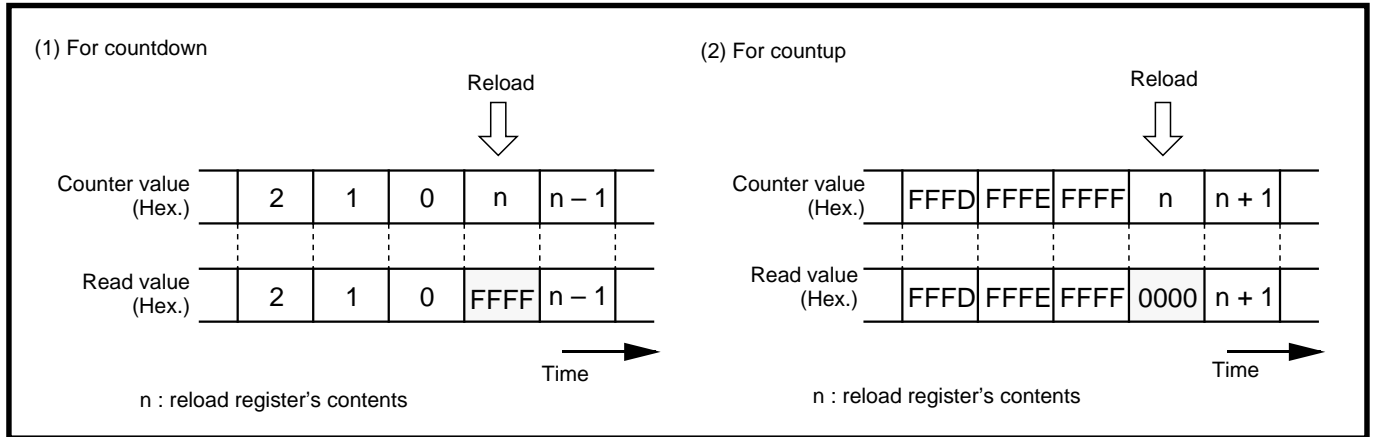 (1) For countdown
Reload
Counter value
(Hex.)
2 1 0 n n – 1
Read value
(Hex.)
2 1 0 FFFF n – 1
Time
n : reload register's contents
(2) For countup
Reload
Counter value
(Hex.)
FFFD FFFE FFFF n n + 1
Read value
(Hex.)
FFFD FFFE FFFF 0000 n + 1
Time
n : reload register's contents